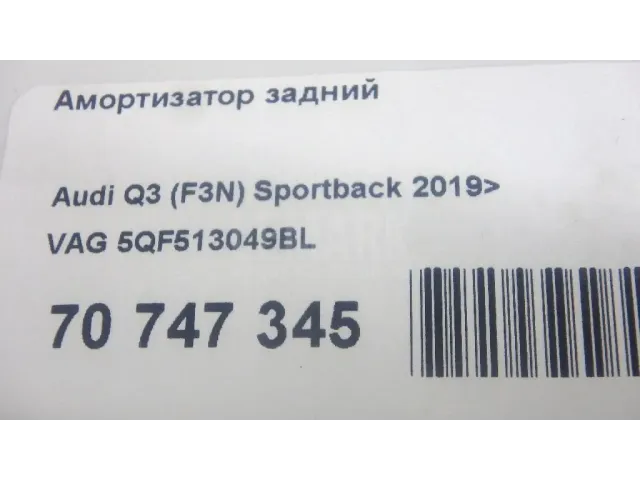 Амортизатор задний
Audi Q3 (F3N) Sportback 2019>
VAG 5QF513049BL
70 747 345